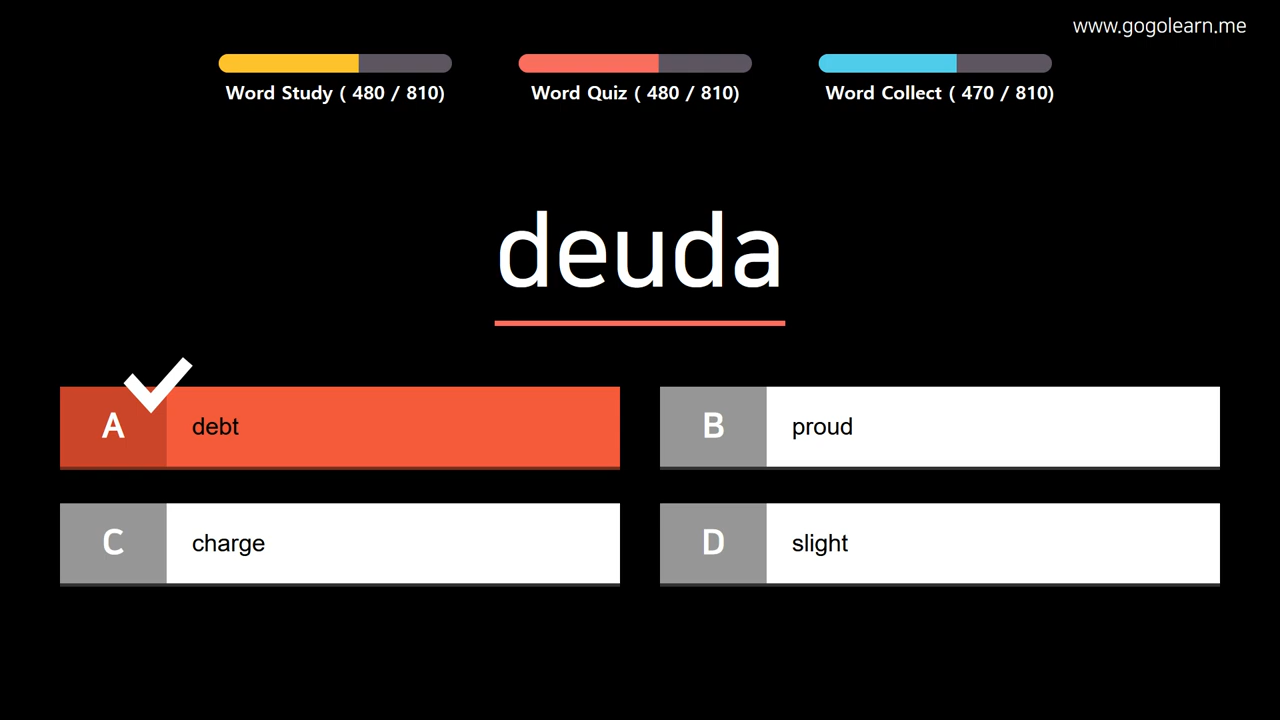 www.gogolearn.me
Word Study ( 480 / 810)
Word Quiz ( 480 / 810)
Word Collect ( 470 / 810)
deuda
A debt
B proud
C charge
D slight